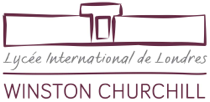 Lycée International de Londres
WINSTON CHURCHILL